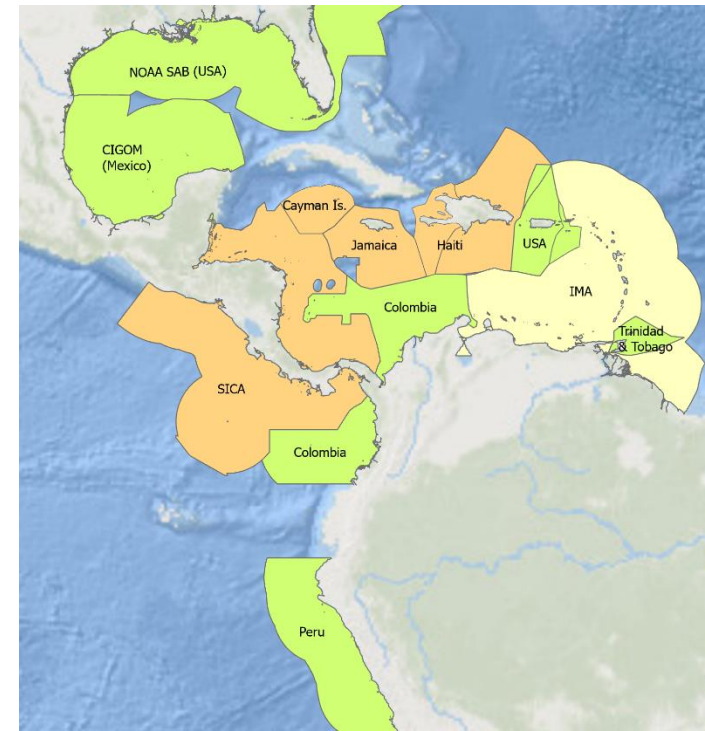 NOAA SAB (USA)
CIGOM
(Mexico)
Cayman Is.
Jamaica
Haiti
USA
IMA
Colombia
Trinidad
& Tobago
SICA
Colombia
Peru